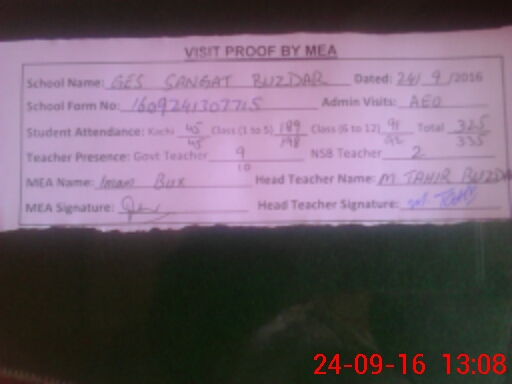 VISIT PROOF BY MEA
School Name: GES SANGAT BUZDAR Dated: 24/9/2016
School Form No: 1609241307715 Admin Visits: AEO
Student Attendance: Kachi 45/45 Class (1 to 5) 189/198 Class (6 to 12) 91/92 Total 325/335
Teacher Presence: Govt Teacher 9/10 NSB Teacher 2
MEA Name: Imam Bux Head Teacher Name: M TAHIR BUZDA
MEA Signature: Head Teacher Signature:
24-09-16 13:08